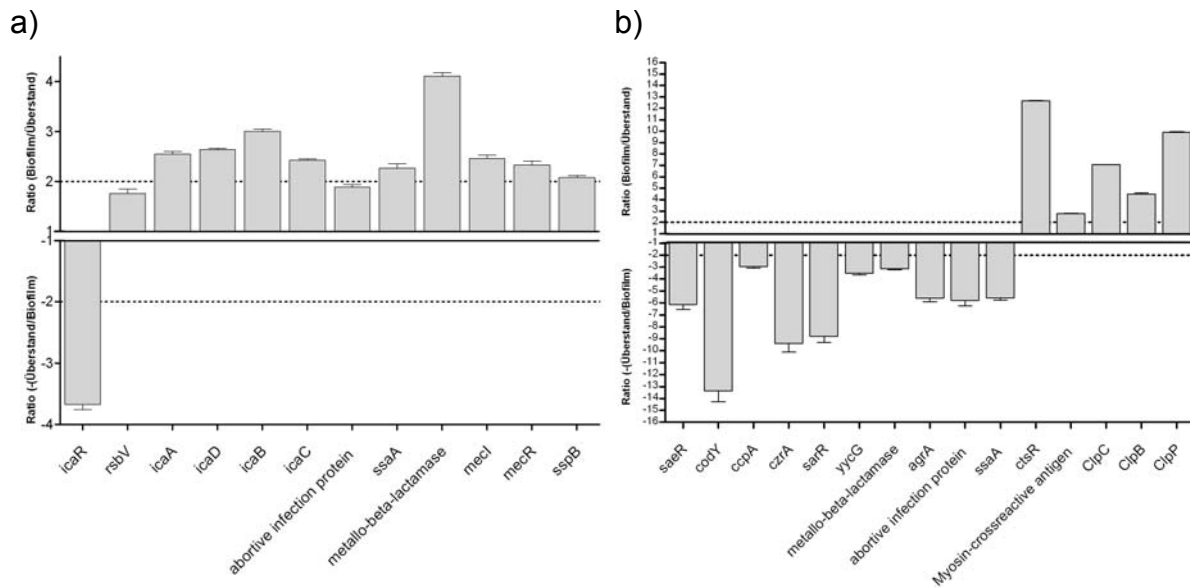 a)
Ratio (Biofilm/Überstand)
4
3
2
1
-1
-2
-3
-4
Ratio (-(Überstand/Biofilm)
icaR
rsbV
icaA
icaD
icaB
icaC
abortive infection protein
ssaA
metallo-beta-lactamase
mecI
mecR
sspB
b)
Ratio (Biofilm/Überstand)
16
15
14
13
12
11
10
9
8
7
6
5
4
3
2
1
-1
-2
-3
-4
-5
-6
-7
-8
-9
-10
-11
-12
-13
-14
-15
-16
Ratio (-(Überstand/Biofilm)
saeR
codY
ccpA
czrA
sarR
yycG
metallo-beta-lactamase
agrA
abortive infection protein
ssaA
ctsR
Myosin-crossreactive antigen
ClpC
ClpB
ClpP